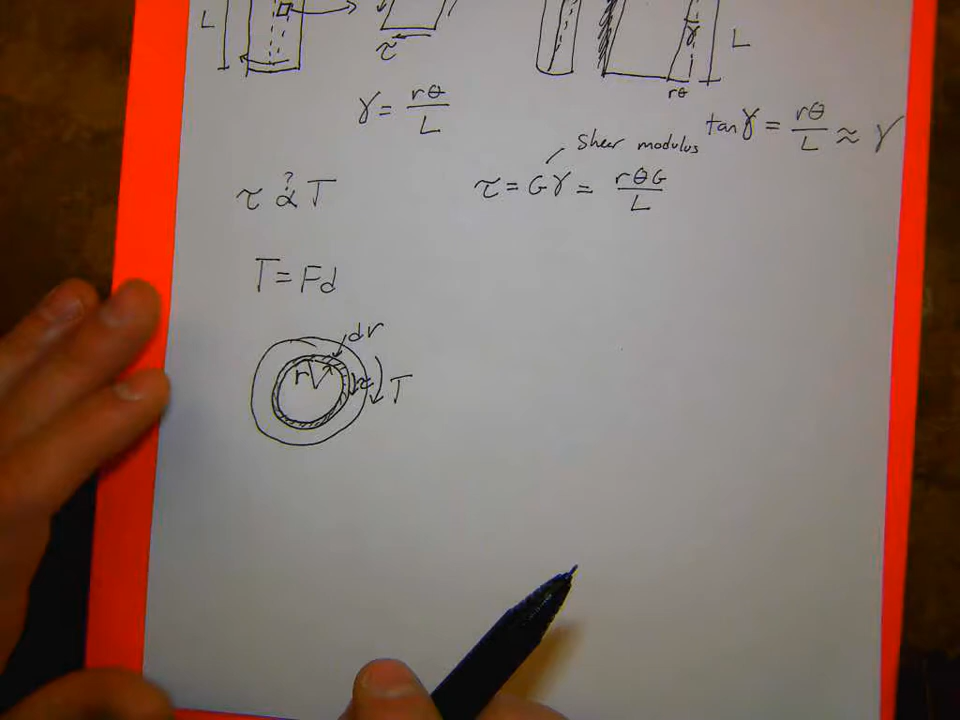 L
τ
γ
L
rθ
γ = rθ/L
tan γ = rθ/L ≈ γ
shear modulus
τ ∝? T
τ = Gγ = rθG/L
T = Fd
dr
r
τ
T